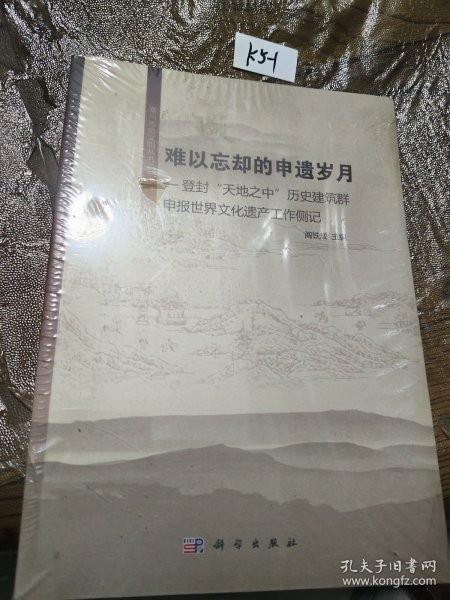 K5-1
难以忘却的申遗岁月
—登封“天地之中”历史建筑群
申报世界文化遗产工作侧记
阎铁成 主编
科学出版社
孔夫子旧书网
www.kongfz.com